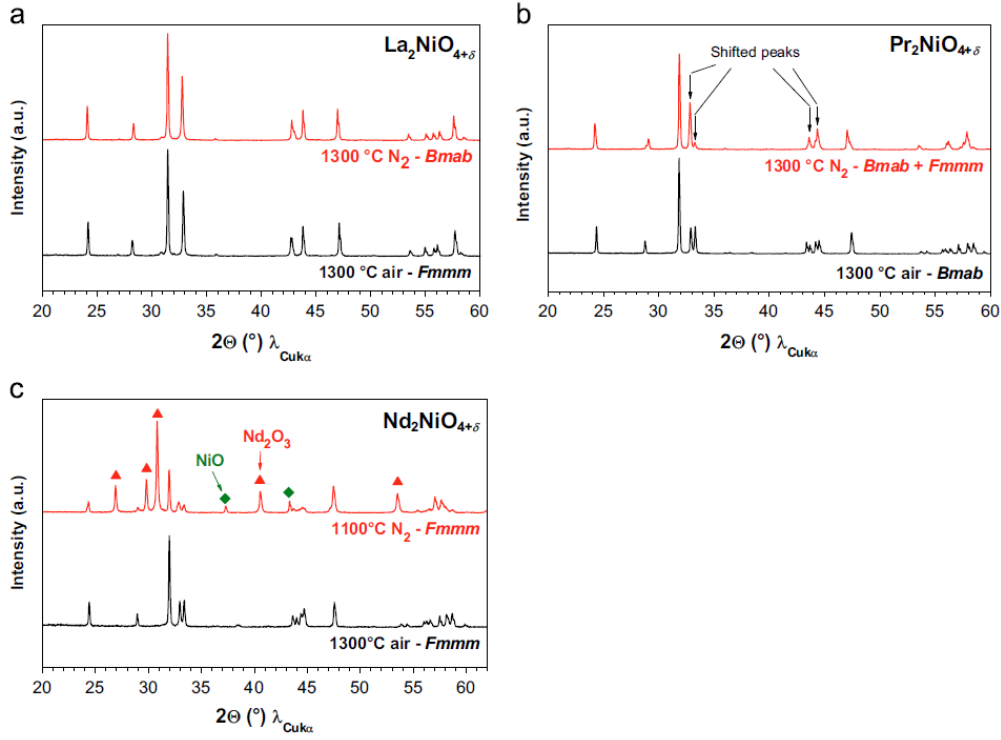 a
La₂NiO₄₊δ
Intensity (a.u.)
1300 °C N₂ - Bmab
1300 °C air - Fmmm
20 25 30 35 40 45 50 55 60
2Θ (°) λCukα
b
Pr₂NiO₄₊δ
Shifted peaks
Intensity (a.u.)
1300 °C N₂ - Bmab + Fmmm
1300 °C air - Bmab
20 25 30 35 40 45 50 55 60
2Θ (°) λCukα
c
Nd₂NiO₄₊δ
Nd₂O₃
NiO
Intensity (a.u.)
1100°C N₂ - Fmmm
1300°C air - Fmmm
20 25 30 35 40 45 50 55 60
2Θ (°) λCukα